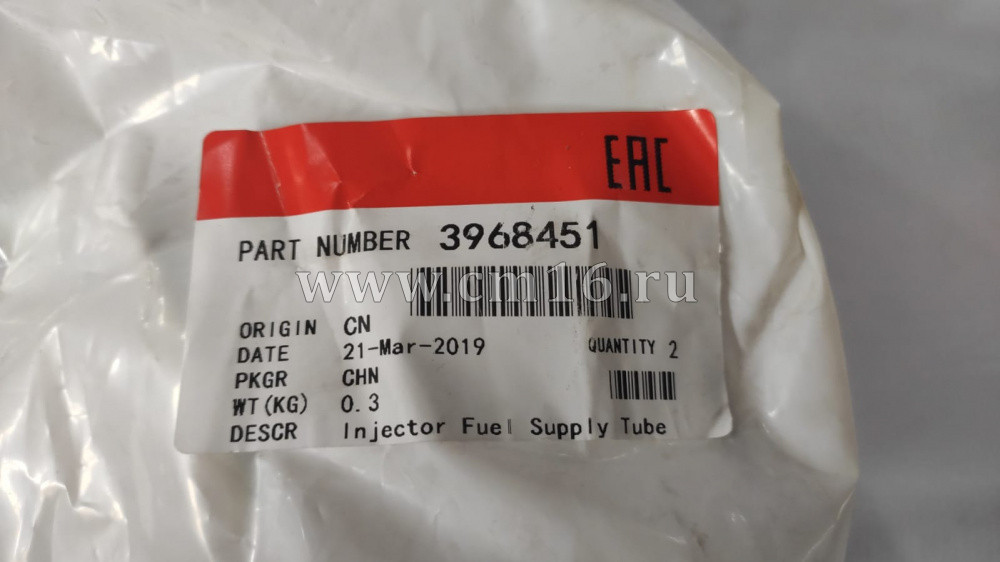 EAC
PART NUMBER 3968451
www.cm16.ru
ORIGIN CN
DATE 21-Mar-2019 QUANTITY 2
PKGR CHN
WT(KG) 0.3
DESCR Injector Fuel Supply Tube